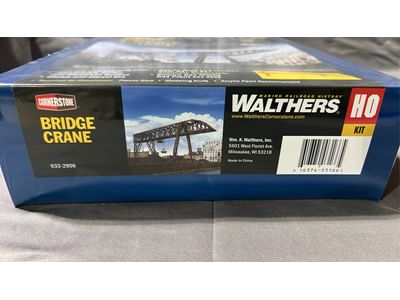 CORNERSTONE
BRIDGE
CRANE
933-2906
MAKING RAILROAD HISTORY
WALTHERS
www.WalthersCornerstone.com
HO
KIT
Wm. K. Walthers, Inc.
5601 West Florist Ave.
Milwaukee, WI 53218
Made in China